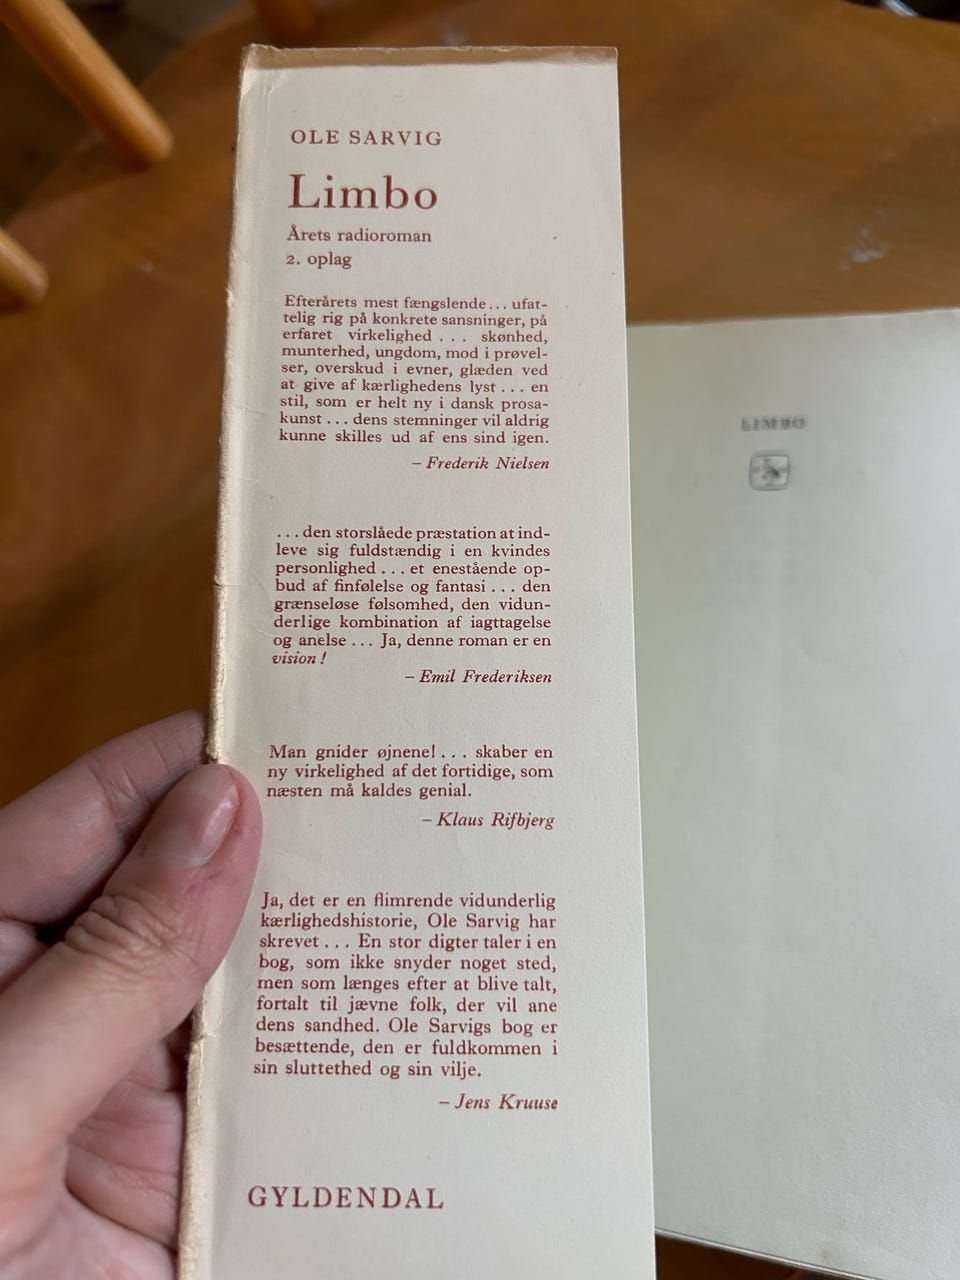 OLE SARVIG
Limbo
Årets radioroman
2. oplag
Efterårets mest fængslende... ufat-
telig rig på konkrete sansninger, på
erfaret virkelighed . . . skønhed,
munterhed, ungdom, mod i prøvel-
ser, overskud i evner, glæden ved
at give af kærlighedens lyst . . . en
stil, som er helt ny i dansk prosa-
kunst . . . dens stemninger vil aldrig
kunne skilles ud af ens sind igen.
– Frederik Nielsen
. . . den storslåede præstation at ind-
leve sig fuldstændig i en kvindes
personlighed . . . et enestående op-
bud af finfølelse og fantasi . . . den
grænseløse følsomhed, den vidun-
derlige kombination af iagttagelse
og anelse . . . Ja, denne roman er en
vision !
– Emil Frederiksen
Man gnider øjnene! . . . skaber en
ny virkelighed af det fortidige, som
næsten må kaldes genial.
– Klaus Rifbjerg
Ja, det er en flimrende vidunderlig
kærlighedshistorie, Ole Sarvig har
skrevet . . . En stor digter taler i en
bog, som ikke snyder noget sted,
men som længes efter at blive talt,
fortalt til jævne folk, der vil ane
dens sandhed. Ole Sarvigs bog er
besættende, den er fuldkommen i
sin sluttethed og sin vilje.
– Jens Kruuse
GYLDENDAL
LIMBO